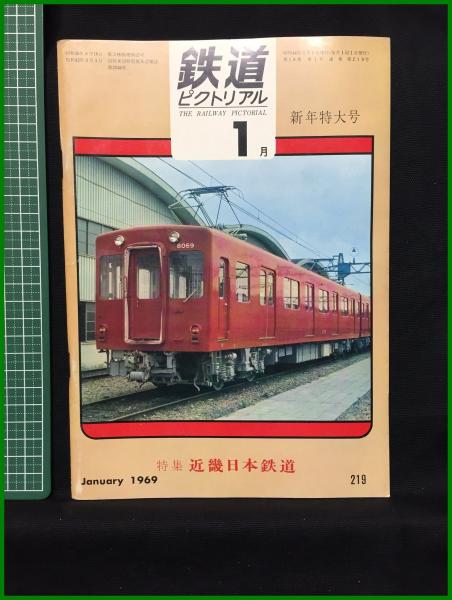 鉄道
ピクトリアル
THE RAILWAY PICTORIAL
1月
新年特大号
8069
特集 近畿日本鉄道
January 1969
219